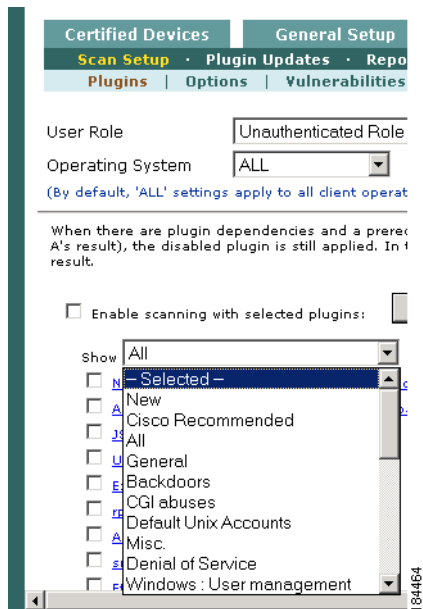 Certified Devices General Setup
Scan Setup · Plugin Updates · Repo
Plugins | Options | Vulnerabilities
User Role Unauthenticated Role
Operating System ALL
(By default, 'ALL' settings apply to all client operat
When there are plugin dependencies and a prere
A's result), the disabled plugin is still applied. In
result.
Enable scanning with selected plugins:
Show All
– Selected –
New
Cisco Recommended
All
General
Backdoors
CGI abuses
Default Unix Accounts
Misc.
Denial of Service
Windows : User management
184464